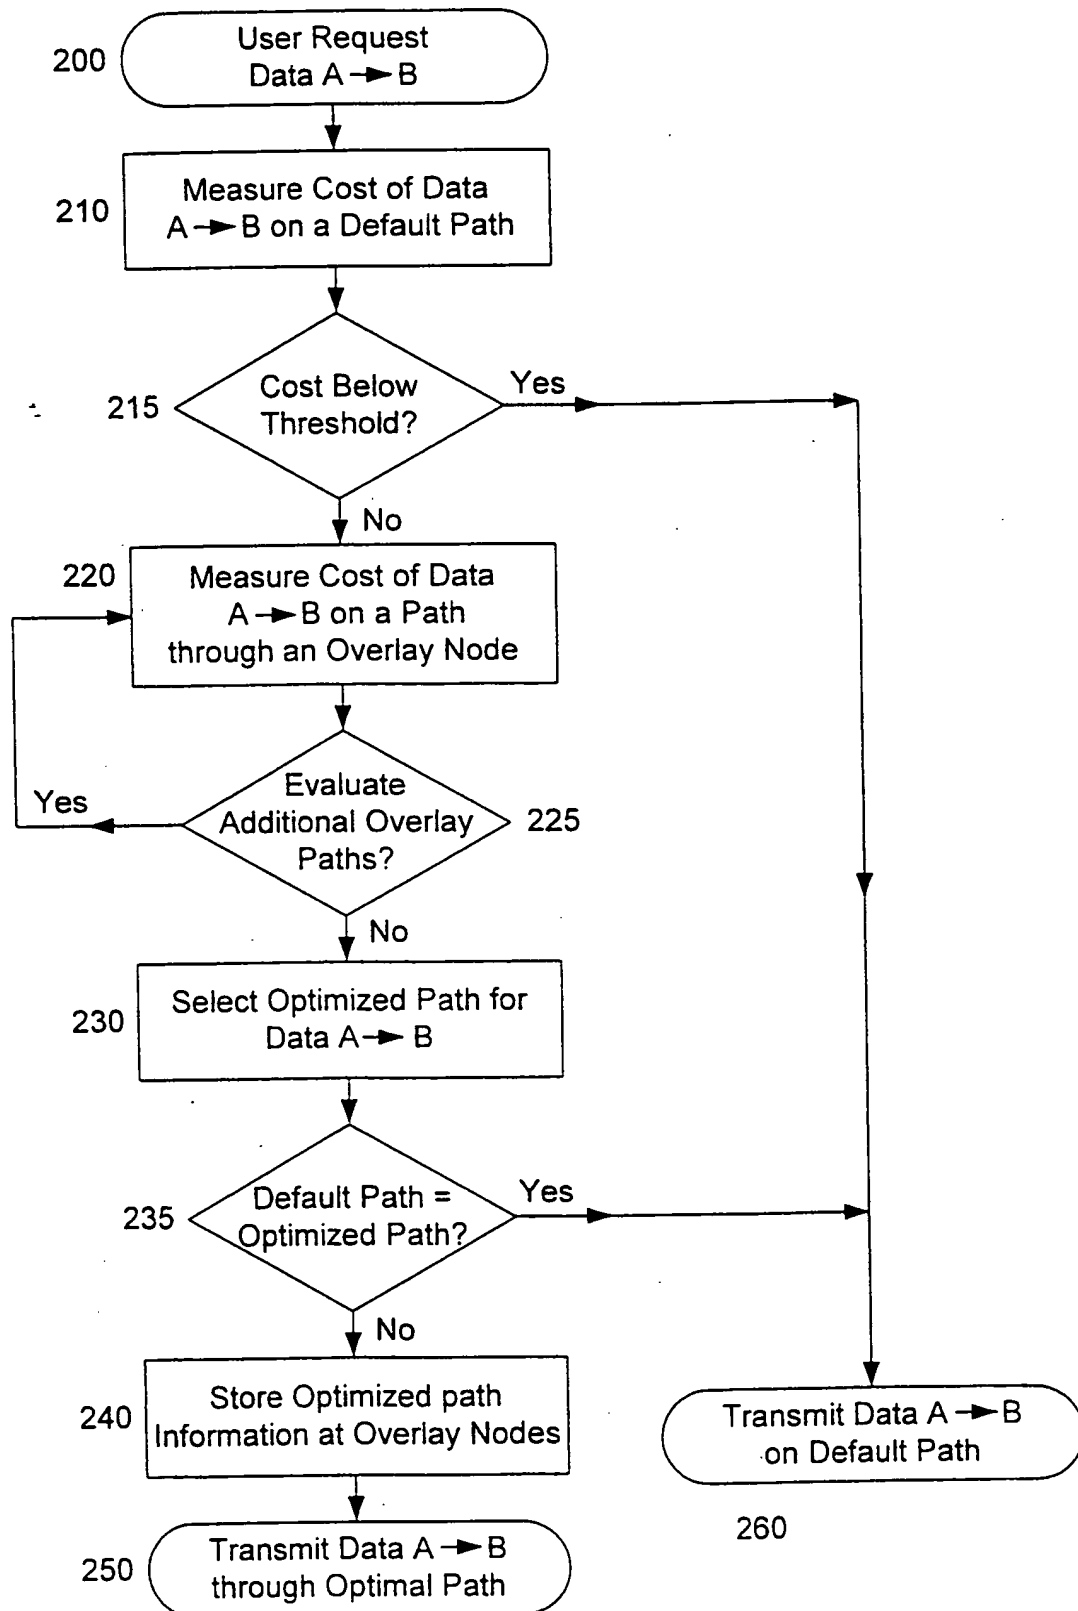 200
User Request
Data A → B
210
Measure Cost of Data
A → B on a Default Path
215
Cost Below
Threshold?
Yes
No
220
Measure Cost of Data
A → B on a Path
through an Overlay Node
Evaluate
Additional Overlay
Paths?
225
Yes
No
230
Select Optimized Path for
Data A → B
235
Default Path =
Optimized Path?
Yes
No
240
Store Optimized path
Information at Overlay Nodes
250
Transmit Data A → B
through Optimal Path
Transmit Data A → B
on Default Path
260